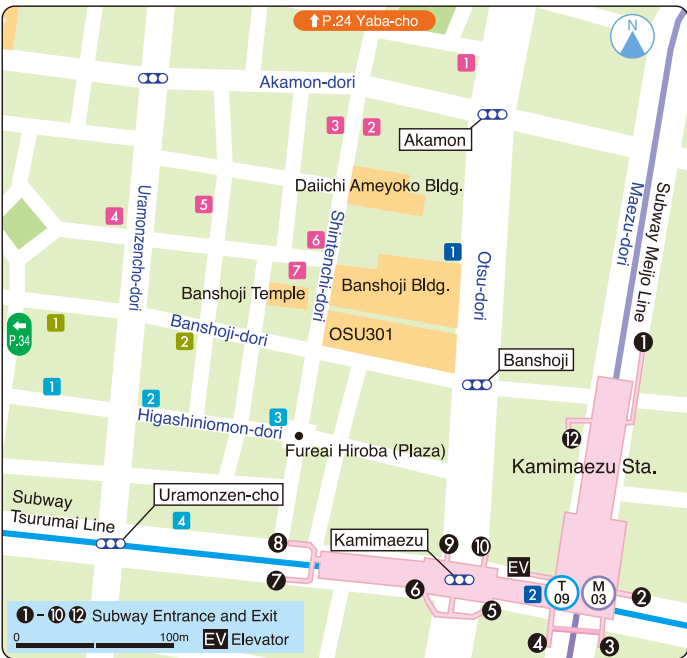 ↑P.24 Yaba-cho
N
1
Akamon-dori
Akamon
3
2
Daiichi Ameyoko Bldg.
Uramonzencho-dori
5
4
Shintenchi-dori
6
7
1
Otsu-dori
Maezu-dori
Subway Meijo Line
Banshoji Temple
Banshoji Bldg.
←
P.34
1
2
Banshoji-dori
OSU301
1
Banshoji
1
2
3
Higashiniomon-dori
Fureai Hiroba (Plaza)
12
Kamimaezu Sta.
Subway
Tsurumai Line
Uramonzen-cho
4
Kamimaezu
8
9
10
EV
7
6
5
2
T
09
M
03
2
4
3
1 - 10 12 Subway Entrance and Exit
0 100m EV Elevator